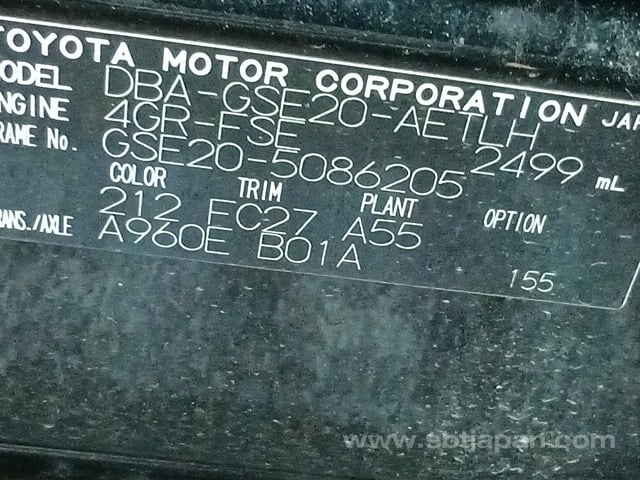 TOYOTA MOTOR CORPORATION JAPA
MODEL DBA-GSE20-AETLH
ENGINE 4GR-FSE 2499 mL
FRAME No. GSE20-5086205
COLOR TRIM PLANT OPTION
212 FC27 A55
TRANS./AXLE A960E B01A
155
www.sbtjapan.com